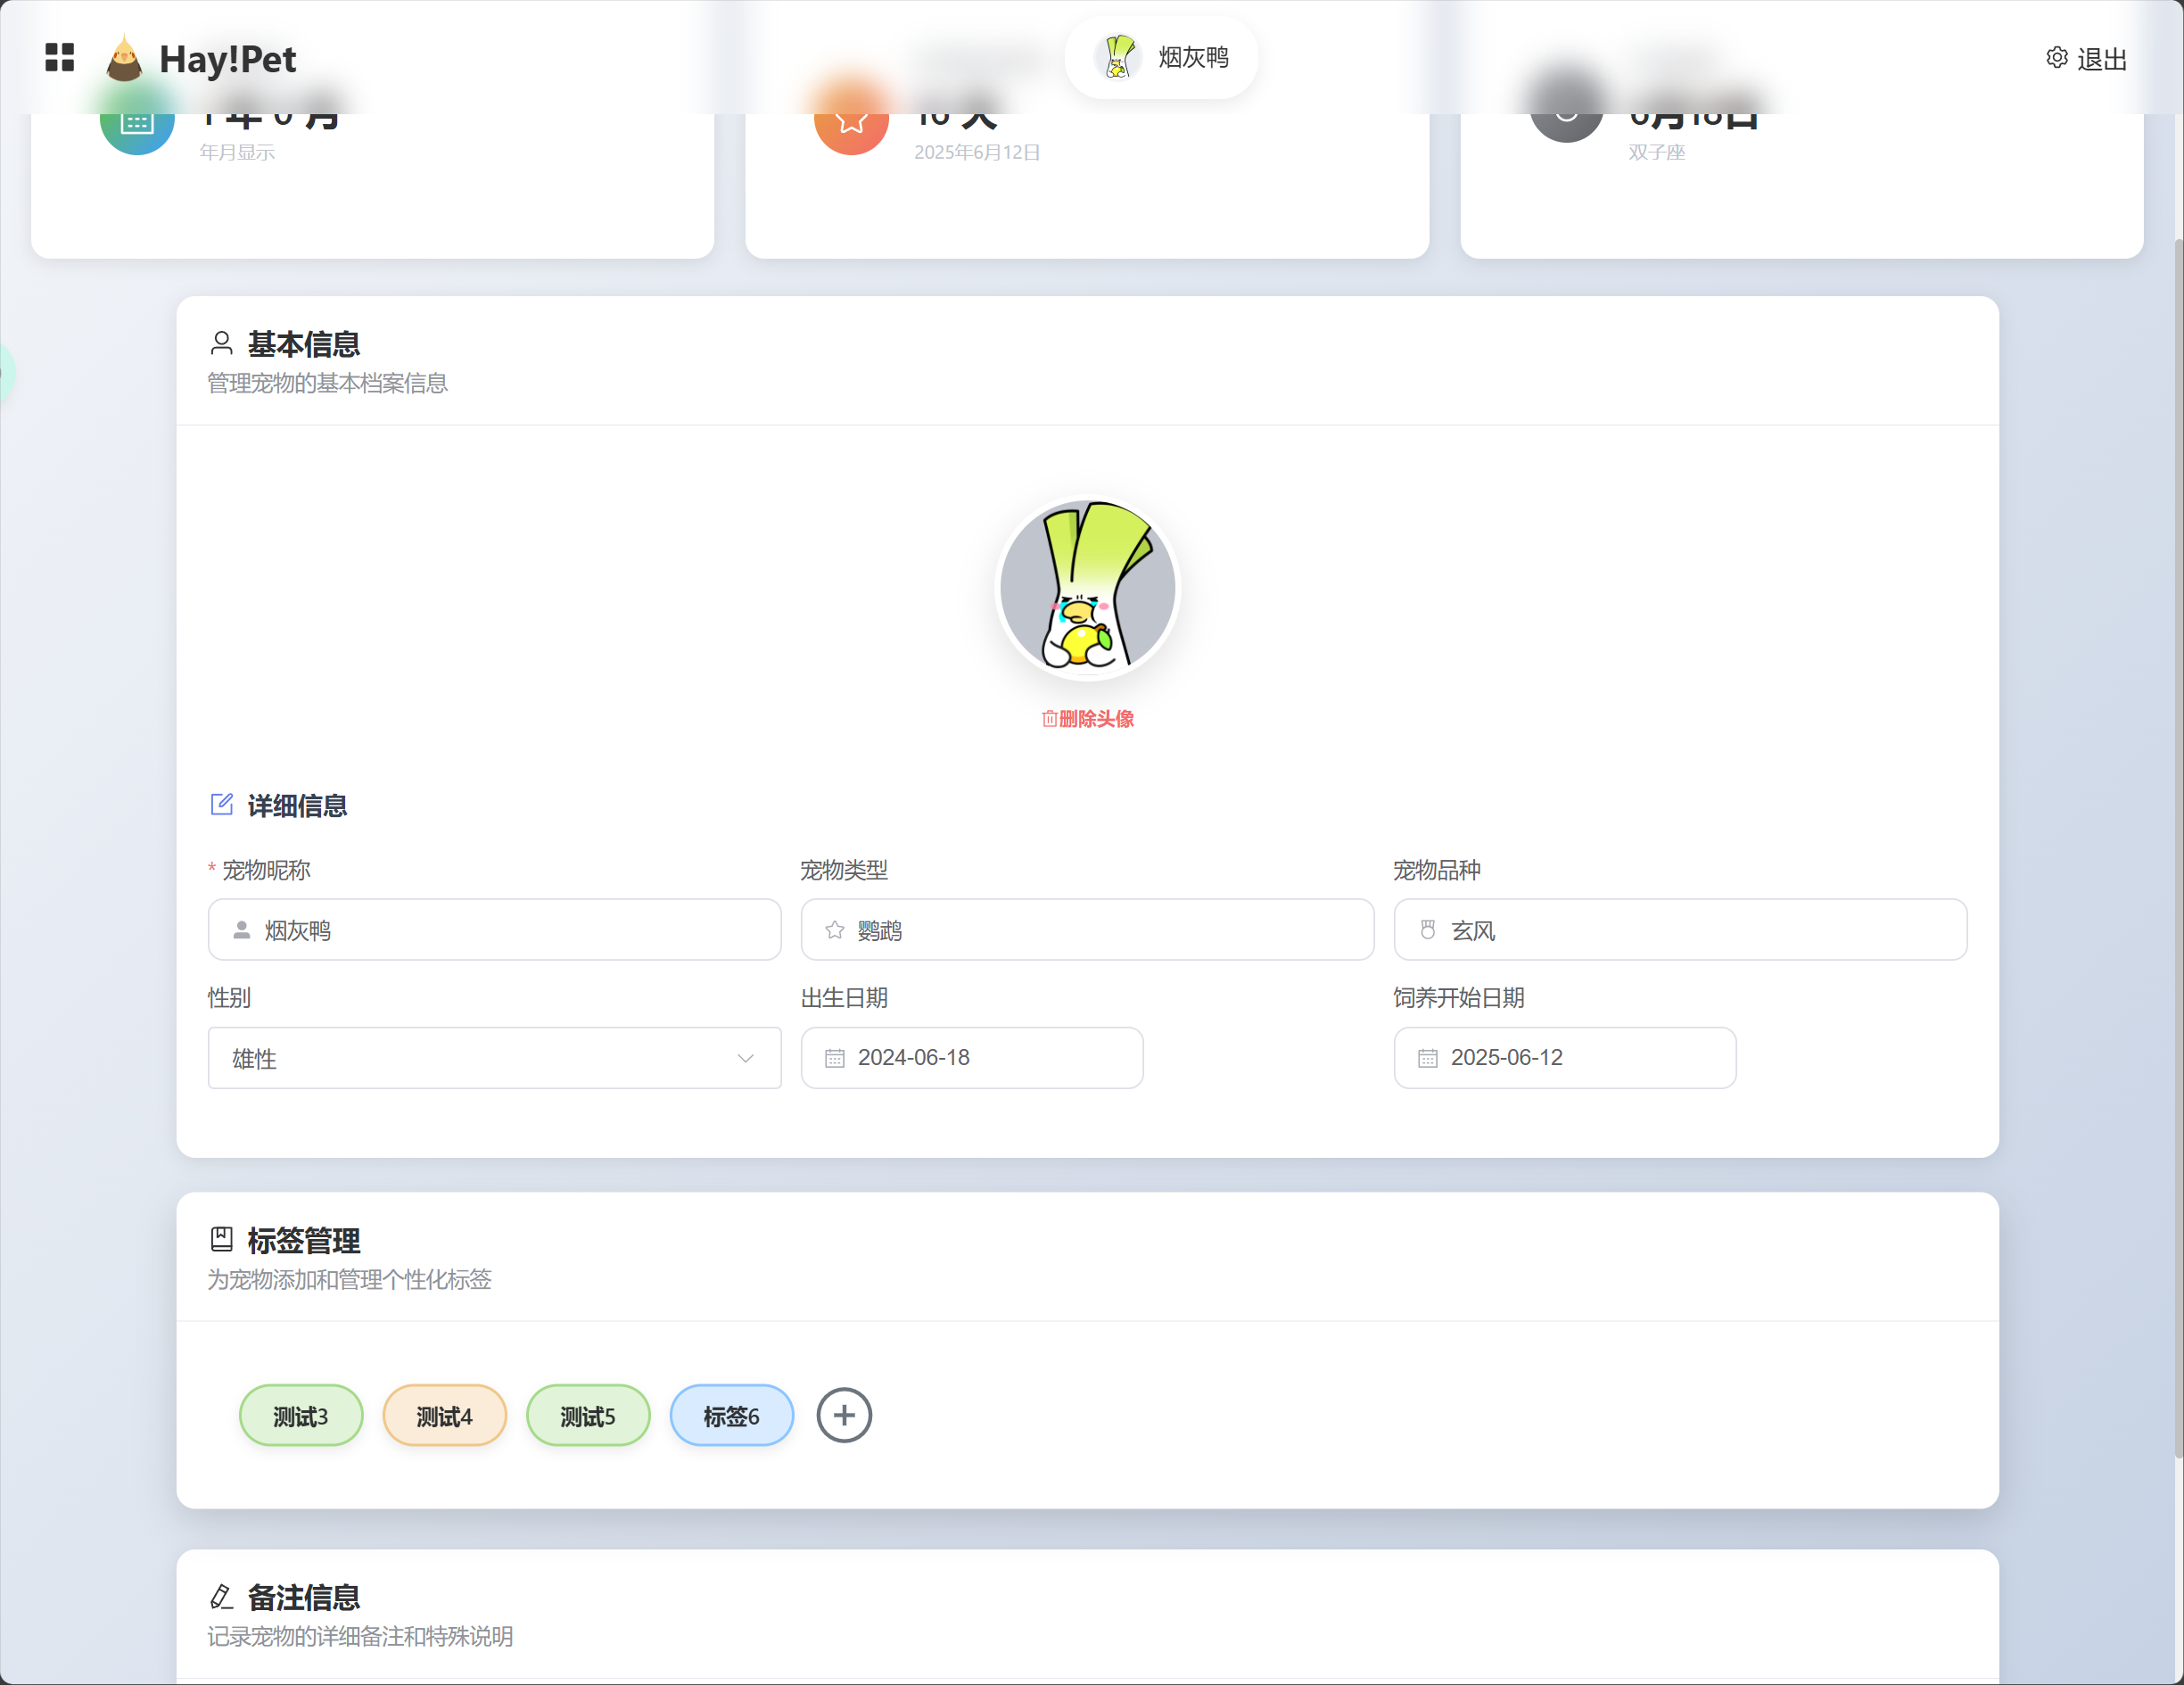 Hay!Pet
烟灰鸭
退出
年月显示
2025年6月12日
6月18日
双子座
基本信息
管理宠物的基本档案信息
删除头像
详细信息
* 宠物昵称
宠物类型
宠物品种
烟灰鸭
鹦鹉
玄风
性别
出生日期
饲养开始日期
雄性
2024-06-18
2025-06-12
标签管理
为宠物添加和管理个性化标签
测试3
测试4
测试5
标签6
备注信息
记录宠物的详细备注和特殊说明